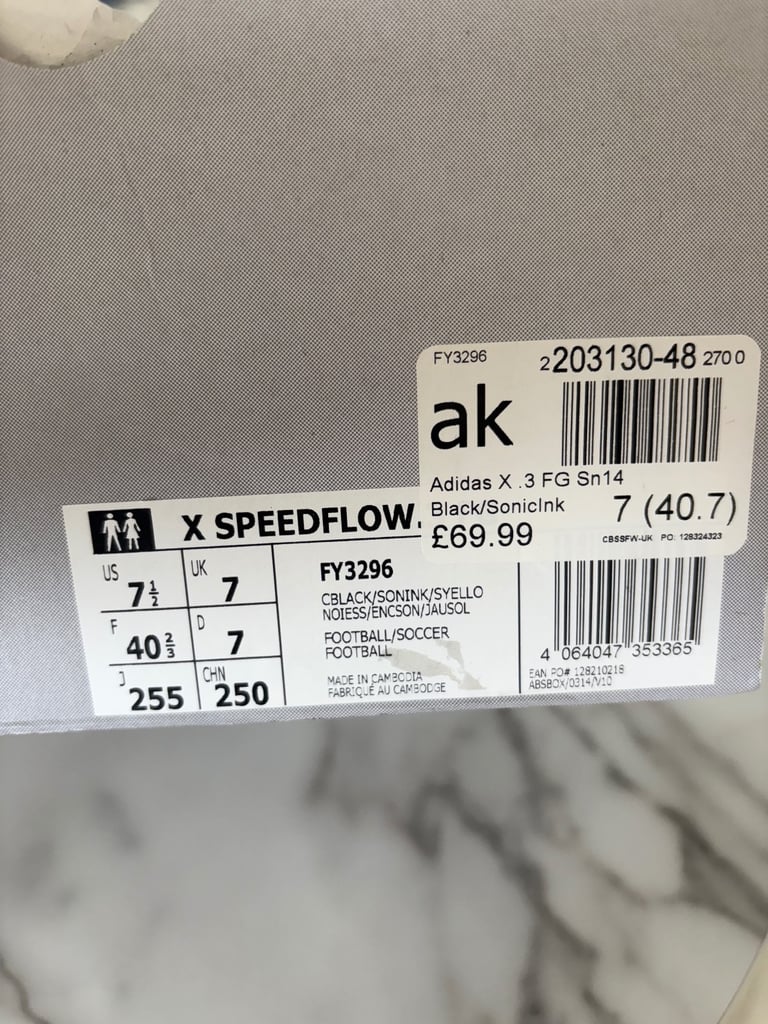 FY3296
2 203130-48 270 0
ak
Adidas X .3 FG Sn14
Black/SonicInk
7 (40.7)
£69.99
CBSSFW-UK PO: 128324323
X SPEEDFLOW.
US 7½
UK 7
F 40⅔
D 7
J 255
CHN 250
FY3296
CBLACK/SONINK/SYELLO
NOIESS/ENCSON/JAUSOL
FOOTBALL/SOCCER
FOOTBALL
MADE IN CAMBODIA
FABRIQUÉ AU CAMBODGE
4 064047 353365
EAN PO# 128210218
ABSBOX/0314/V10